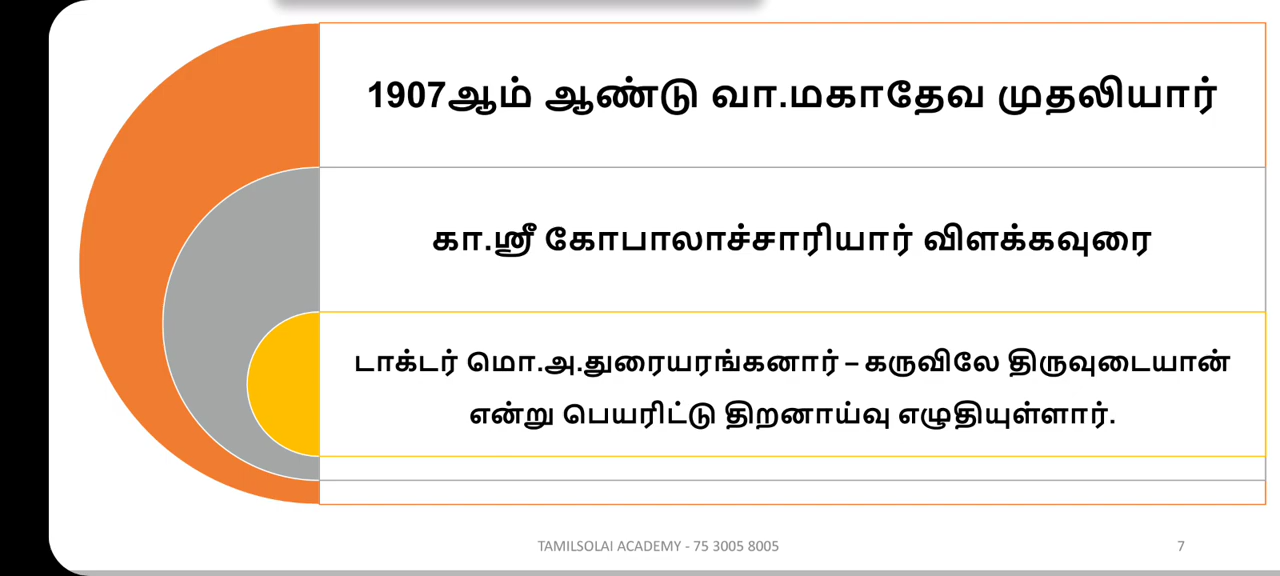 1907ஆம் ஆண்டு வா.மகாதேவ முதலியார்
கா.ஸ்ரீ கோபாலாச்சாரியார் விளக்கவுரை
டாக்டர் மொ.அ.துரையரங்கனார் – கருவிலே திருவுடையான்
என்று பெயரிட்டு திறனாய்வு எழுதியுள்ளார்.
TAMILSOLAI ACADEMY - 75 3005 8005
7